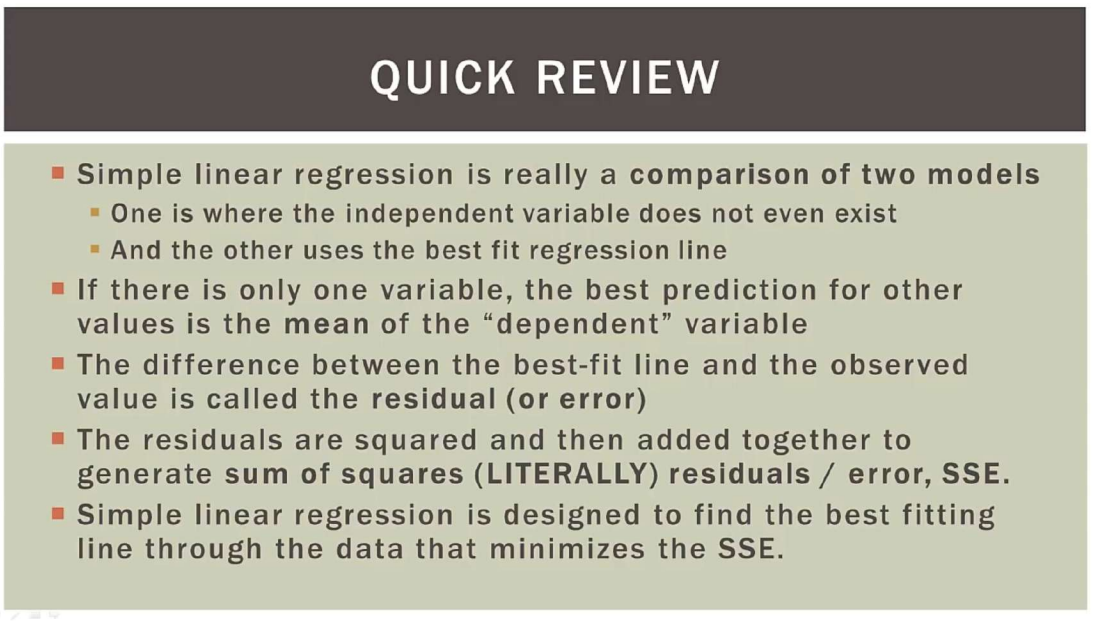 QUICK REVIEW
Simple linear regression is really a comparison of two models
One is where the independent variable does not even exist
And the other uses the best fit regression line
If there is only one variable, the best prediction for other
values is the mean of the “dependent” variable
The difference between the best-fit line and the observed
value is called the residual (or error)
The residuals are squared and then added together to
generate sum of squares (LITERALLY) residuals / error, SSE.
Simple linear regression is designed to find the best fitting
line through the data that minimizes the SSE.